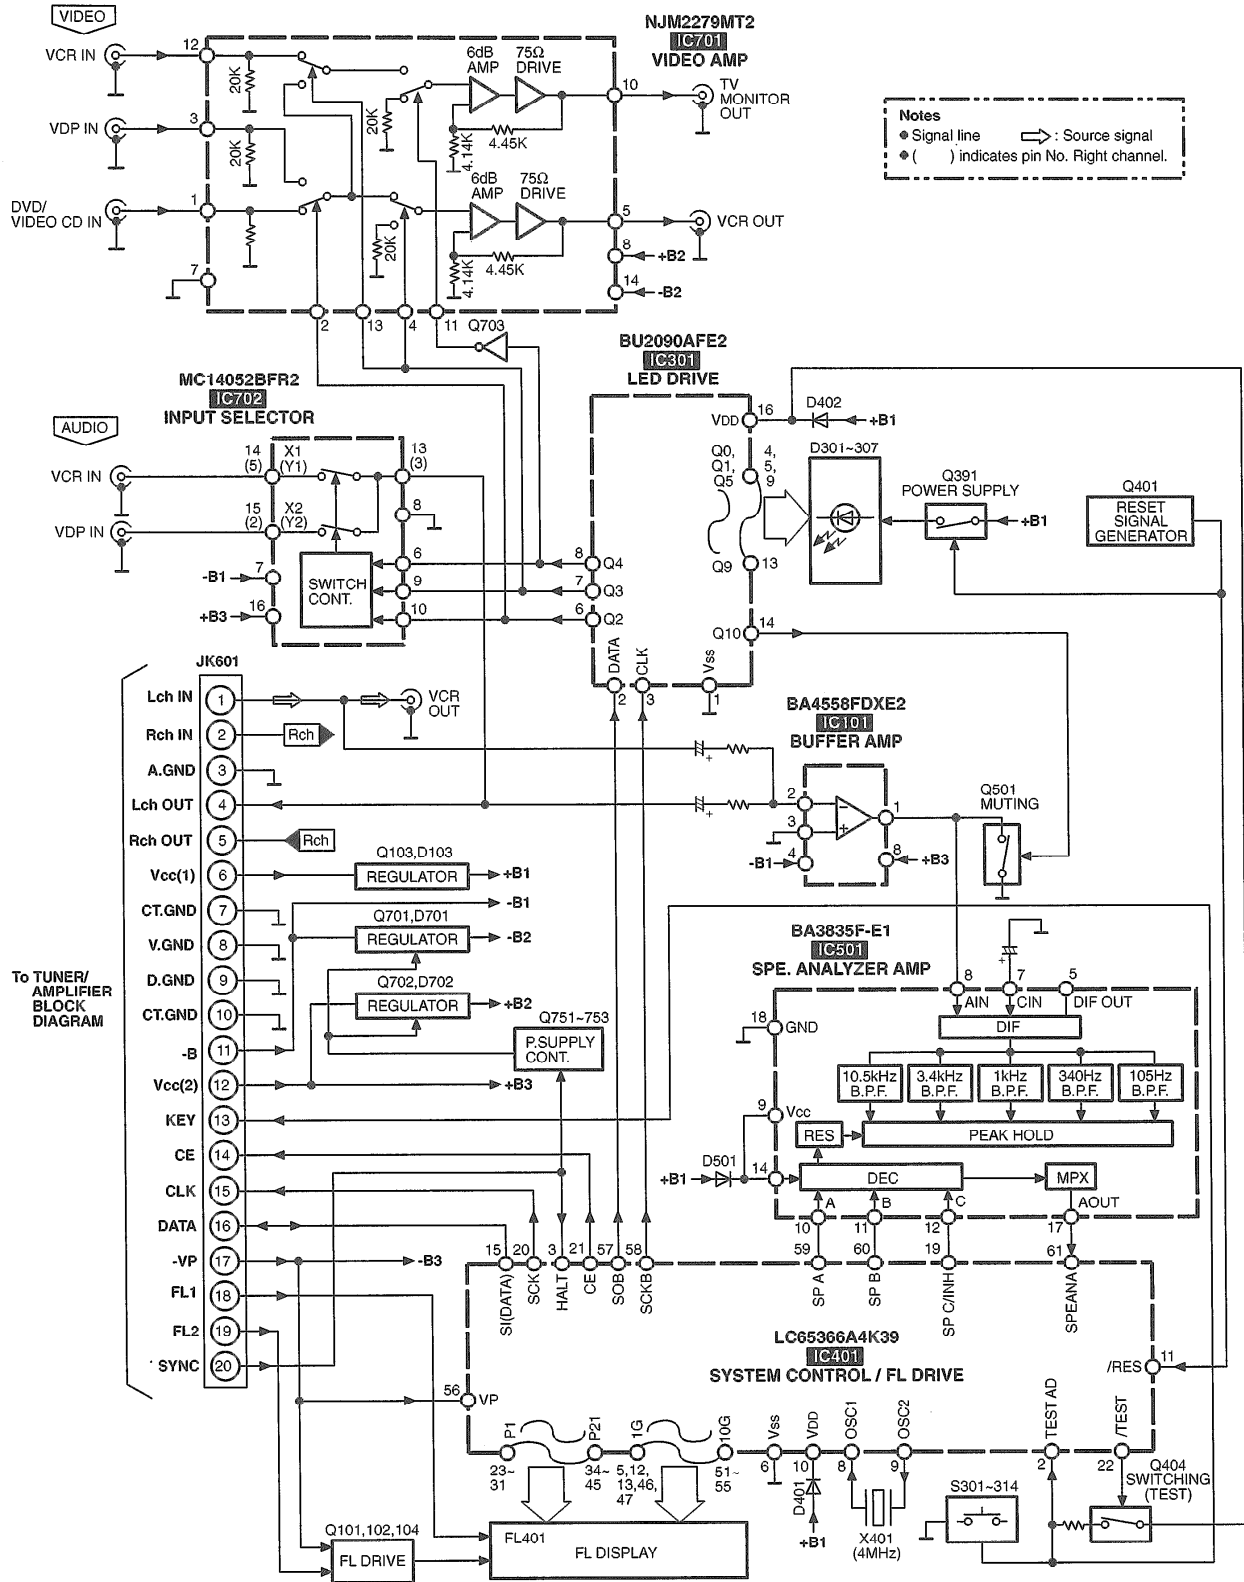 VIDEO
VCR IN
12
20K
VDP IN
3
20K
DVD/
VIDEO CD IN
1
7
20K
20K
6dB
AMP
75Ω
DRIVE
4.14K
4.45K
6dB
AMP
75Ω
DRIVE
4.14K
4.45K
NJM2279MT2
IC701
VIDEO AMP
10
TV
MONITOR
OUT
5
VCR OUT
8
+B2
14
-B2
2
13
4
11
Q703
Notes
● Signal line
⇨ : Source signal
● (      ) indicates pin No. Right channel.
MC14052BFR2
IC702
INPUT SELECTOR
AUDIO
VCR IN
14
(5)
X1
(Y1)
13
(3)
VDP IN
15
(2)
X2
(Y2)
8
-B1
7
+B3
16
SWITCH
CONT.
6
9
10
BU2090AFE2
IC301
LED DRIVE
VDD
16
D402
+B1
Q0,
Q1,
Q5
4,
5,
9
Q9
13
D301~307
Q391
POWER SUPPLY
+B1
Q401
RESET
SIGNAL
GENERATOR
8
Q4
7
Q3
6
Q2
Q10
14
DATA
CLK
Vss
2
3
1
JK601
To TUNER/
AMPLIFIER
BLOCK
DIAGRAM
Lch IN
1
VCR
OUT
Rch IN
2
Rch
A.GND
3
Lch OUT
4
Rch OUT
5
Rch
Vcc(1)
6
Q103,D103
REGULATOR
+B1
CT.GND
7
-B1
V.GND
8
Q701,D701
REGULATOR
-B2
D.GND
9
CT.GND
10
Q702,D702
REGULATOR
+B2
-B
11
Q751~753
P.SUPPLY
CONT.
Vcc(2)
12
+B3
KEY
13
CE
14
CLK
15
DATA
16
-VP
17
-B3
FL1
18
FL2
19
SYNC
20
BA4558FDXE2
IC101
BUFFER AMP
+
+
2
3
-B1
4
−
+
1
8
+B3
Q501
MUTING
BA3835F-E1
IC501
SPE. ANALYZER AMP
+
8
7
5
AIN
CIN
DIF OUT
18
GND
DIF
10.5kHz
B.P.F.
3.4kHz
B.P.F.
1kHz
B.P.F.
340Hz
B.P.F.
105Hz
B.P.F.
9
Vcc
RES
PEAK HOLD
+B1
D501
14
DEC
MPX
A
B
C
AOUT
10
11
12
17
15
20
3
21
57
58
59
60
19
61
SI(DATA)
SCK
HALT
CE
SOB
SCKB
SP A
SP B
SP C/INH
SPEANA
LC65366A4K39
IC401
SYSTEM CONTROL / FL DRIVE
/RES
11
56
VP
P1
P21
1G
10G
Vss
VDD
OSC1
OSC2
TEST AD
/TEST
23~
31
34~
45
5,12,
13,46,
47
51~
55
6
10
8
9
2
22
D401
+B1
X401
(4MHz)
S301~314
Q404
SWITCHING
(TEST)
Q101,102,104
FL DRIVE
FL401
FL DISPLAY